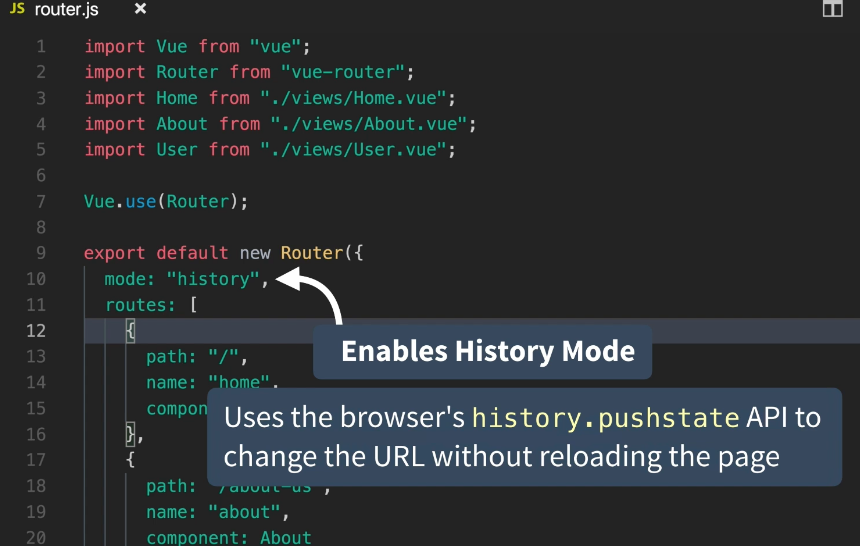 JS router.js ×
1 import Vue from "vue";
2 import Router from "vue-router";
3 import Home from "./views/Home.vue";
4 import About from "./views/About.vue";
5 import User from "./views/User.vue";
6
7 Vue.use(Router);
8
9 export default new Router({
10 mode: "history",
11 routes: [
12 {
Enables History Mode
13 path: "/",
14 name: "home",
15 compon
Uses the browser's history.pushstate API to
change the URL without reloading the page
16 },
17 {
18 path: "/about-us",
19 name: "about",
20 component: About